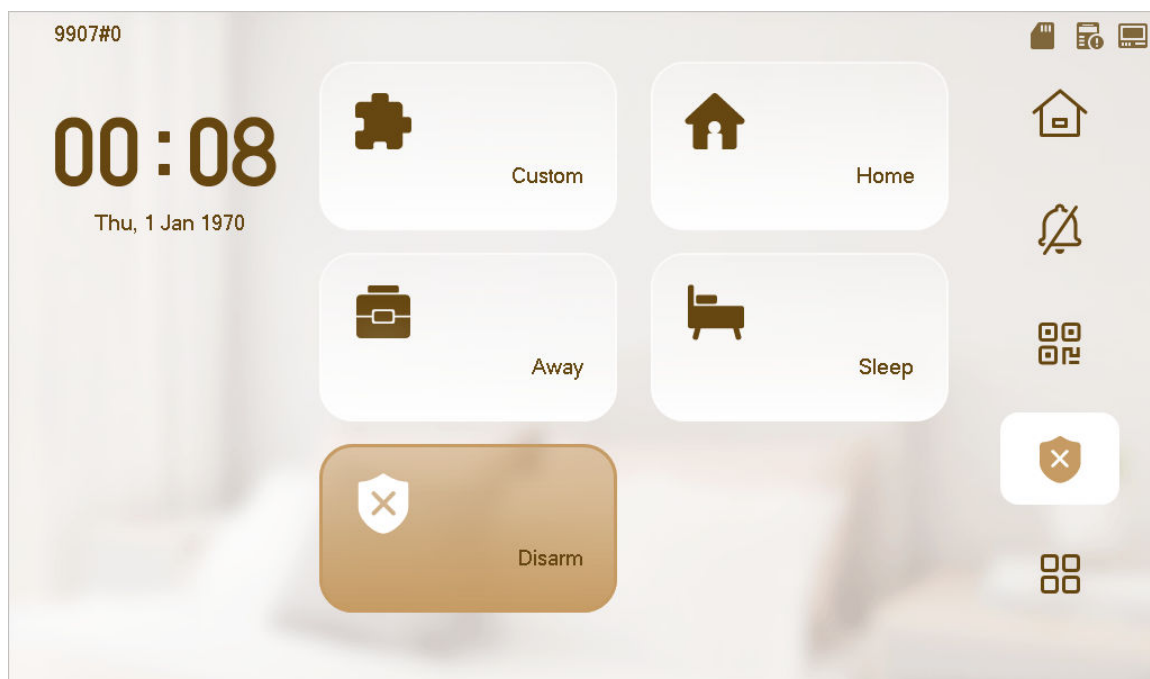 9907#0
00:08
Thu, 1 Jan 1970
Custom
Home
Away
Sleep
Disarm